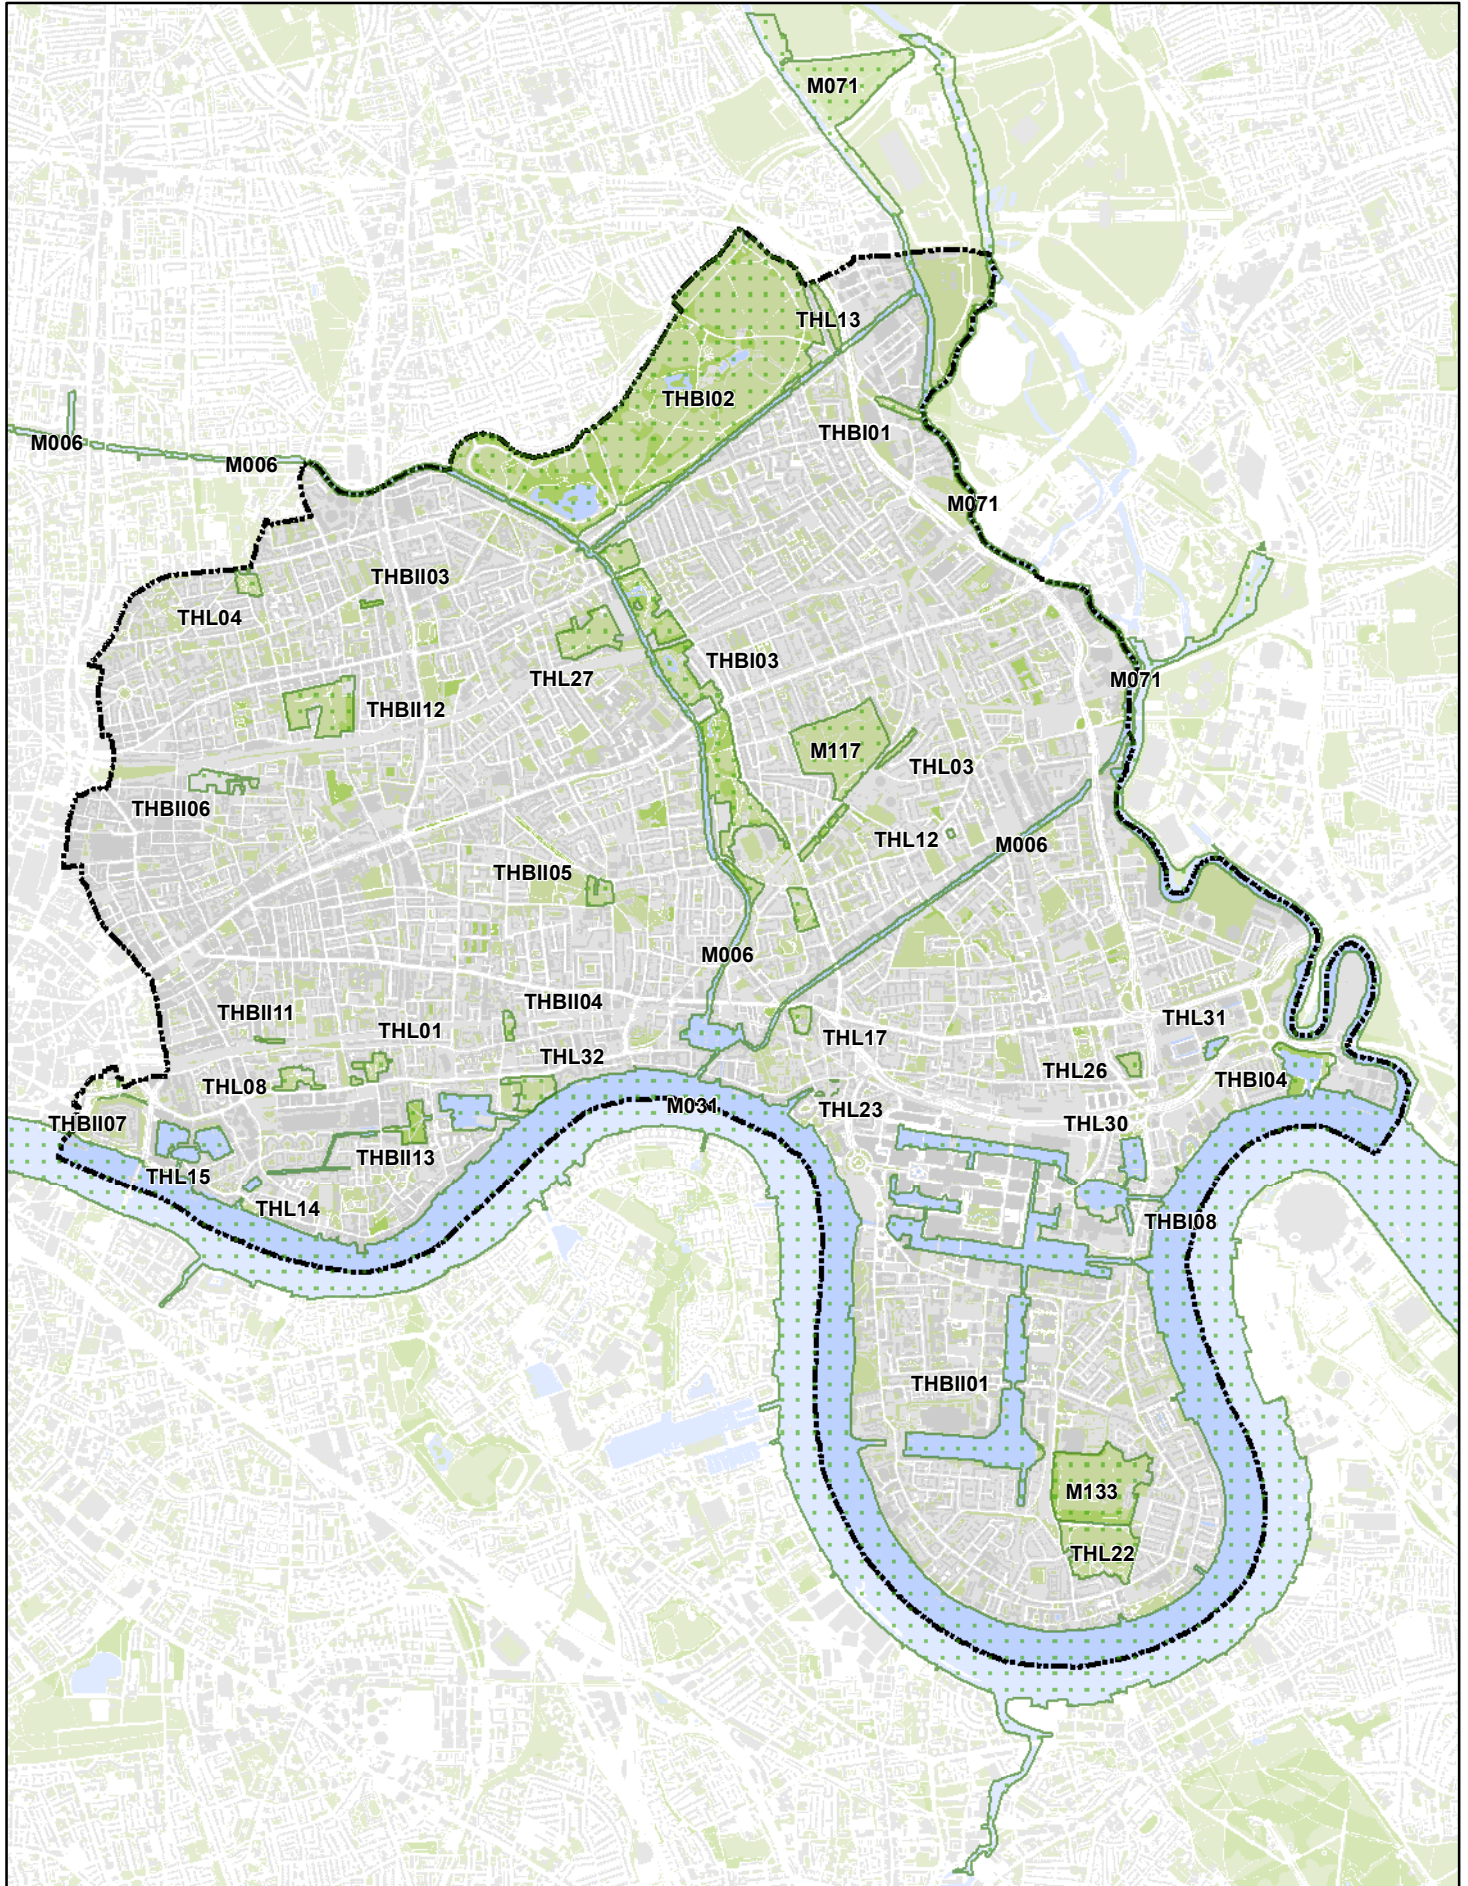 M071
THL13
THBI02
THBI01
M006
M006
M071
THBII03
THL04
THBI03
THL27
M071
THBII12
M117
THL03
THBII06
THL12
M006
THBII05
M006
THBII04
THBII11
THL31
THL01
THL17
THL32
THL26
THBI04
THL08
M031
THL23
THBII07
THL30
THBII13
THL15
THL14
THBI08
THBII01
M133
THL22